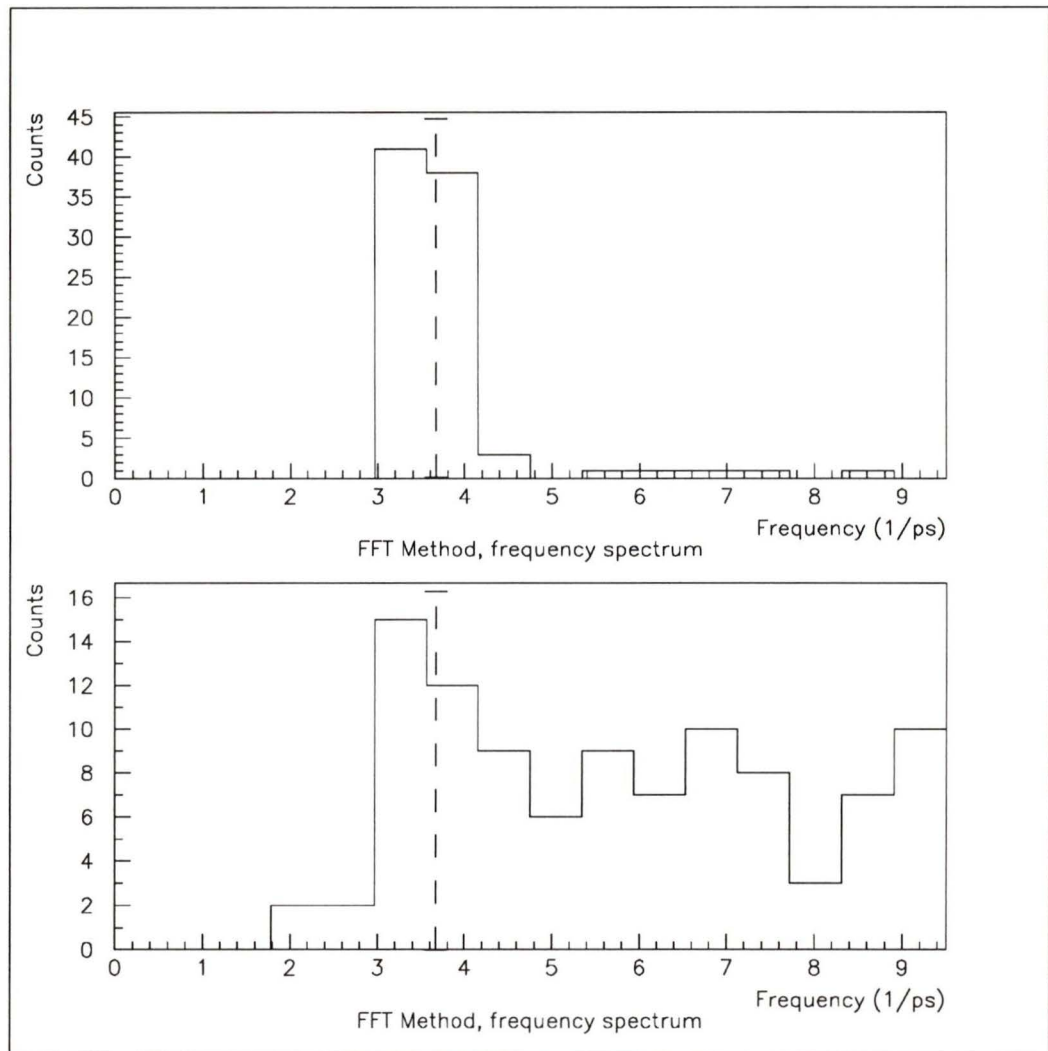 Counts
45
40
35
30
25
20
15
10
5
0
0 1 2 3 4 5 6 7 8 9
Frequency (1/ps)
FFT Method, frequency spectrum
Counts
16
14
12
10
8
6
4
2
0
0 1 2 3 4 5 6 7 8 9
Frequency (1/ps)
FFT Method, frequency spectrum